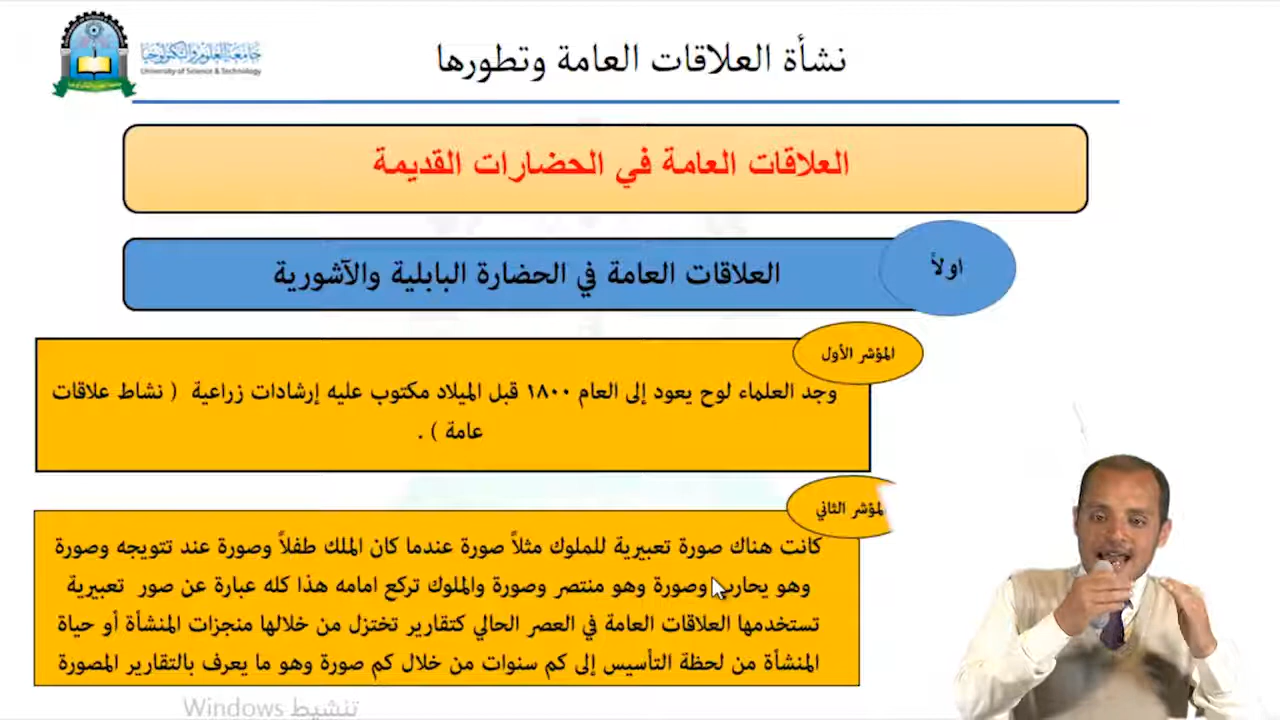 جامعة العلوم والتكنولوجيا
University of Science & Technology
نشأة العلاقات العامة وتطورها
العلاقات العامة في الحضارات القديمة
اولاً
العلاقات العامة في الحضارة البابلية والآشورية
المؤشر الأول
وجد العلماء لوح يعود إلى العام ١٨٠٠ قبل الميلاد مكتوب عليه إرشادات زراعية ( نشاط علاقات
عامة ) .
لمؤشر الثاني
كانت هناك صورة تعبيرية للملوك مثلاً صورة عندما كان الملك طفلاً وصورة عند تتويجه وصورة
وهو يحارب وصورة وهو منتصر وصورة والملوك تركع امامه هذا كله عبارة عن صور تعبيرية
تستخدمها العلاقات العامة في العصر الحالي كتقارير تختزل من خلالها منجزات المنشأة أو حياة
المنشأة من لحظة التأسيس إلى كم سنوات من خلال كم صورة وهو ما يعرف بالتقارير المصورة
تنشيط Windows